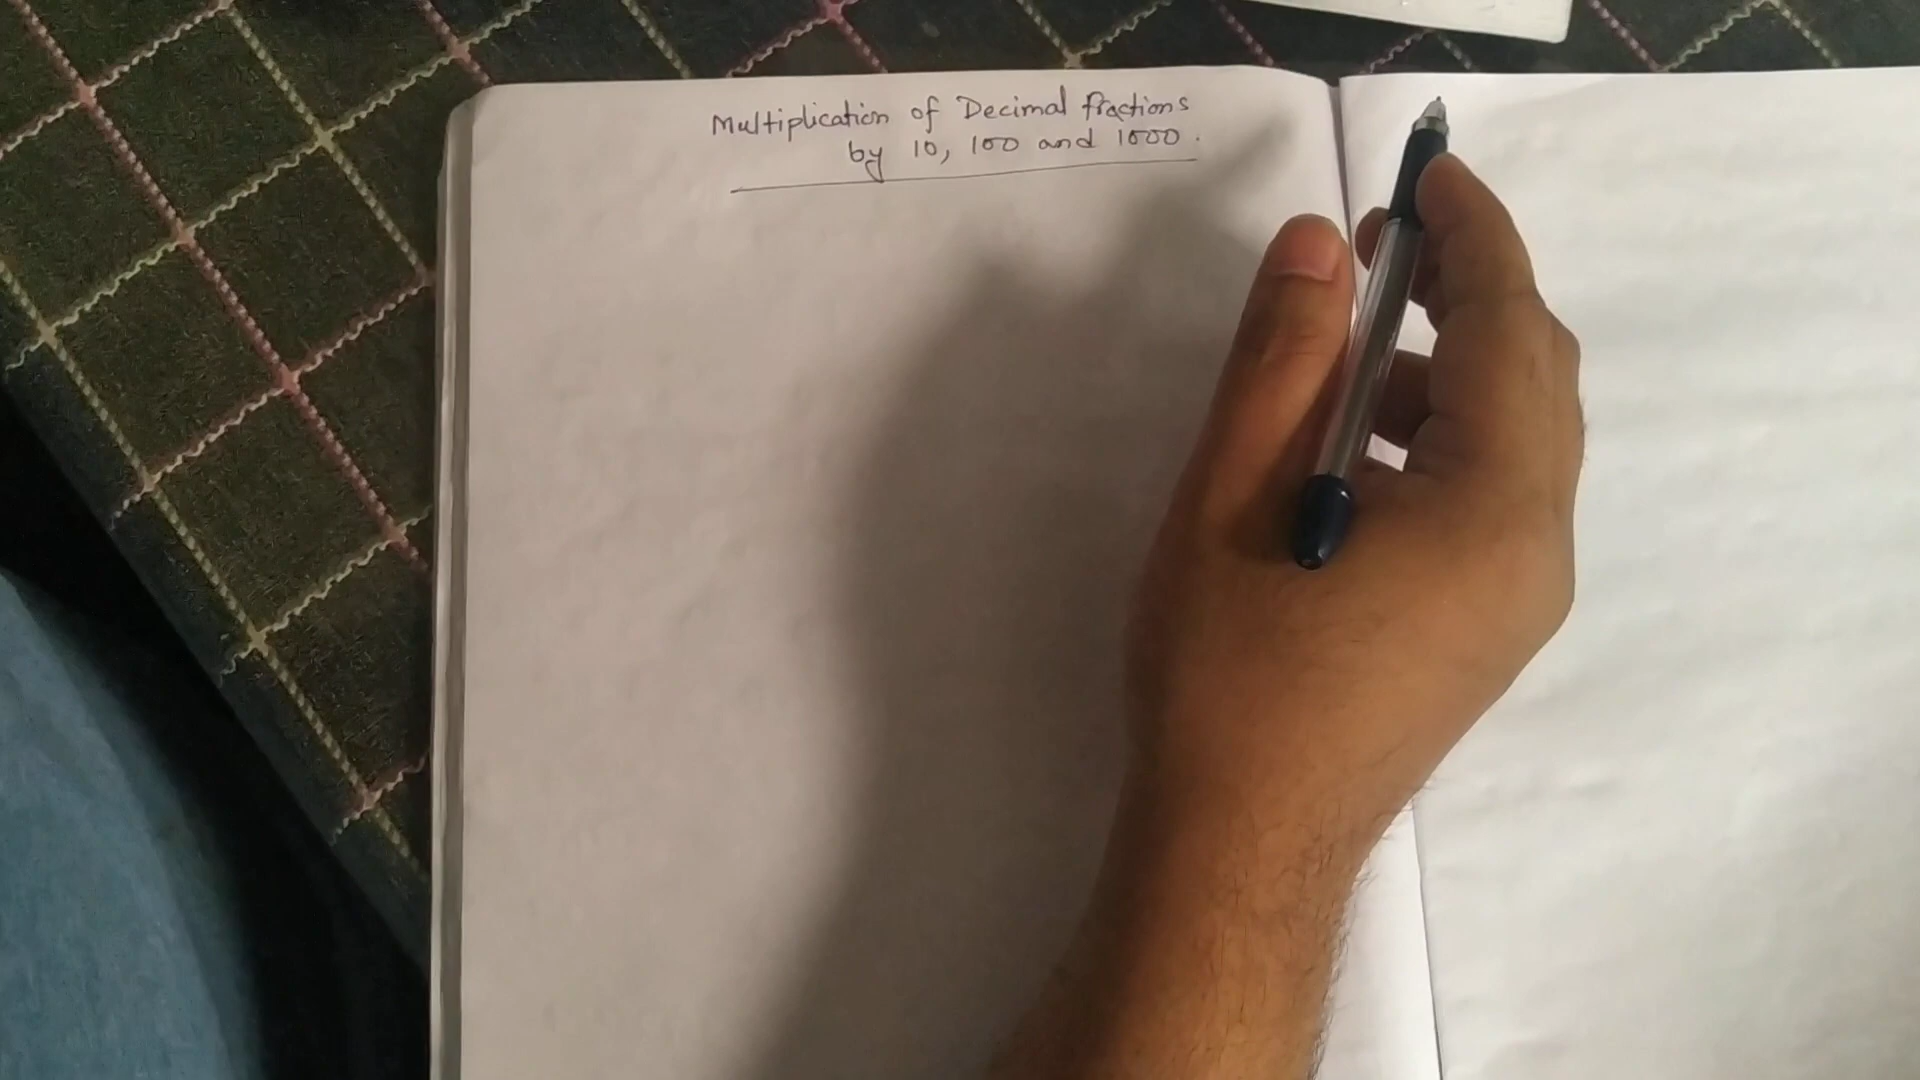 Multiplication of Decimal fractions
by 10, 100 and 1000.